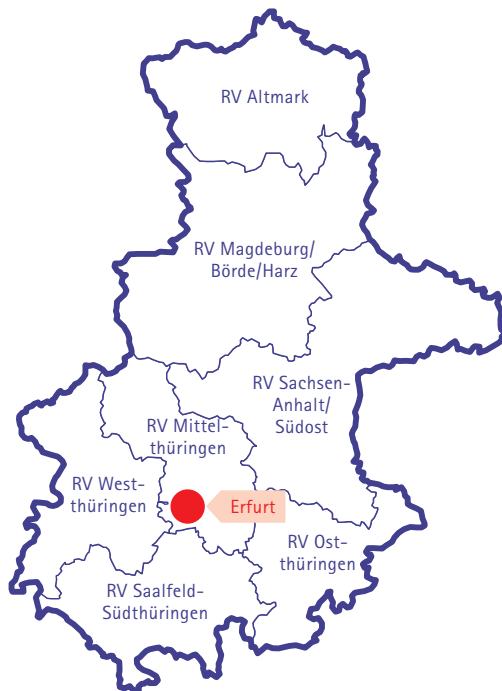 RV Altmark
RV Magdeburg/
Börde/Harz
RV Sachsen-
Anhalt/
Südost
RV Mittel-
thüringen
RV West-
thüringen
Erfurt
RV Ost-
thüringen
RV Saalfeld-
Südthüringen